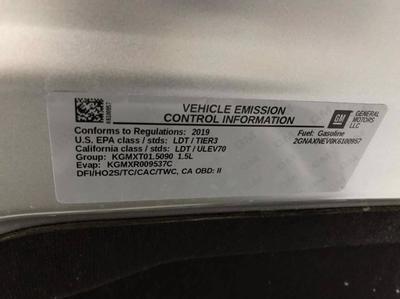 VEHICLE EMISSION
CONTROL INFORMATION
GM
GENERAL
MOTORS
LLC
Conforms to Regulations: 2019
Fuel: Gasoline
U.S. EPA class / stds: LDT / TIER3
2GNAXNEV0K6100957
California class / stds: LDT / ULEV70
Group: KGMXT01.5090 1.5L
Evap: KGMXR009537C
DFI/HO2S/TC/CAC/TWC, CA OBD: II